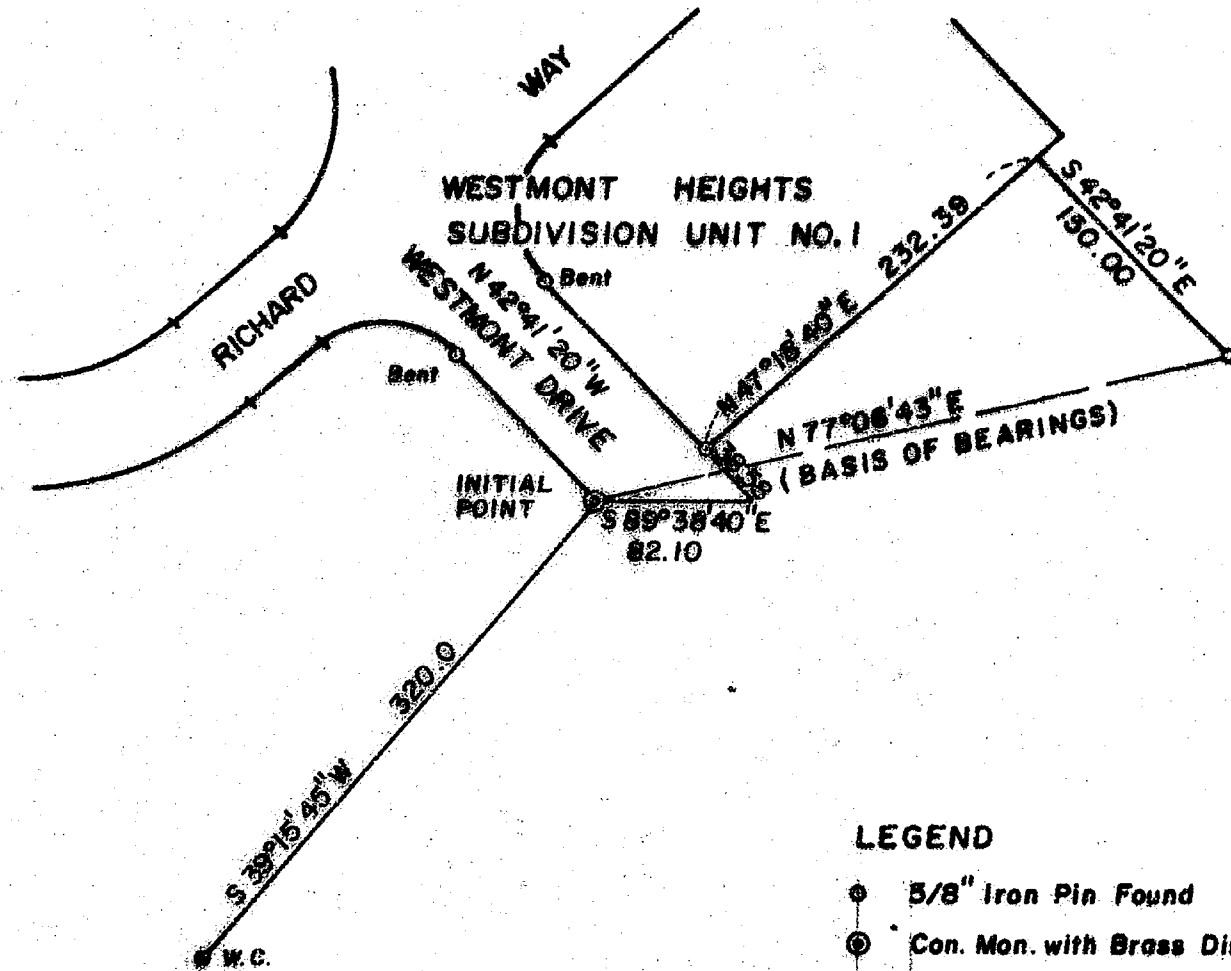 WAY
WESTMONT HEIGHTS
SUBDIVISION UNIT NO. 1
RICHARD
Bent
Bent
N 42°41'20" W
WESTMONT DRIVE
232.39
N 47°18'40" E
S 42°41'20" E
150.00
N 77°06'43" E
(BASIS OF BEARINGS)
INITIAL
POINT
S 89°38'40" E
82.10
320.0
S 39°15'45" W
W.C.
LEGEND
5/8" Iron Pin Found
Con. Mon. with Brass Dis